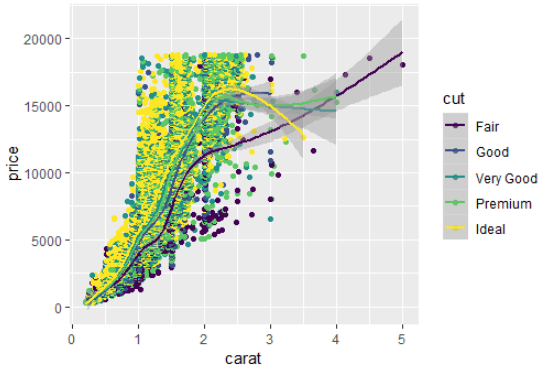 20000
15000
10000
5000
0
price
0
1
2
3
4
5
carat
cut
Fair
Good
Very Good
Premium
Ideal